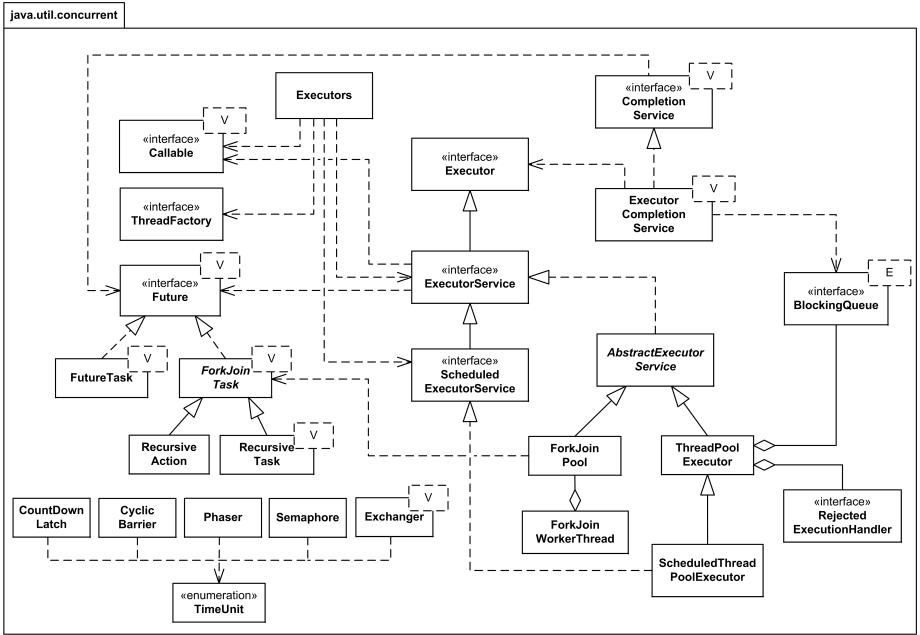 java.util.concurrent
Executors
V
«interface»
Completion
Service
V
«interface»
Callable
«interface»
Executor
«interface»
ThreadFactory
V
Executor
Completion
Service
V
«interface»
Future
«interface»
ExecutorService
E
«interface»
BlockingQueue
V
FutureTask
V
ForkJoin
Task
«interface»
Scheduled
ExecutorService
AbstractExecutor
Service
Recursive
Action
V
Recursive
Task
ForkJoin
Pool
ThreadPool
Executor
CountDown
Latch
Cyclic
Barrier
Phaser
Semaphore
V
Exchanger
ForkJoin
WorkerThread
«interface»
Rejected
ExecutionHandler
ScheduledThread
PoolExecutor
«enumeration»
TimeUnit